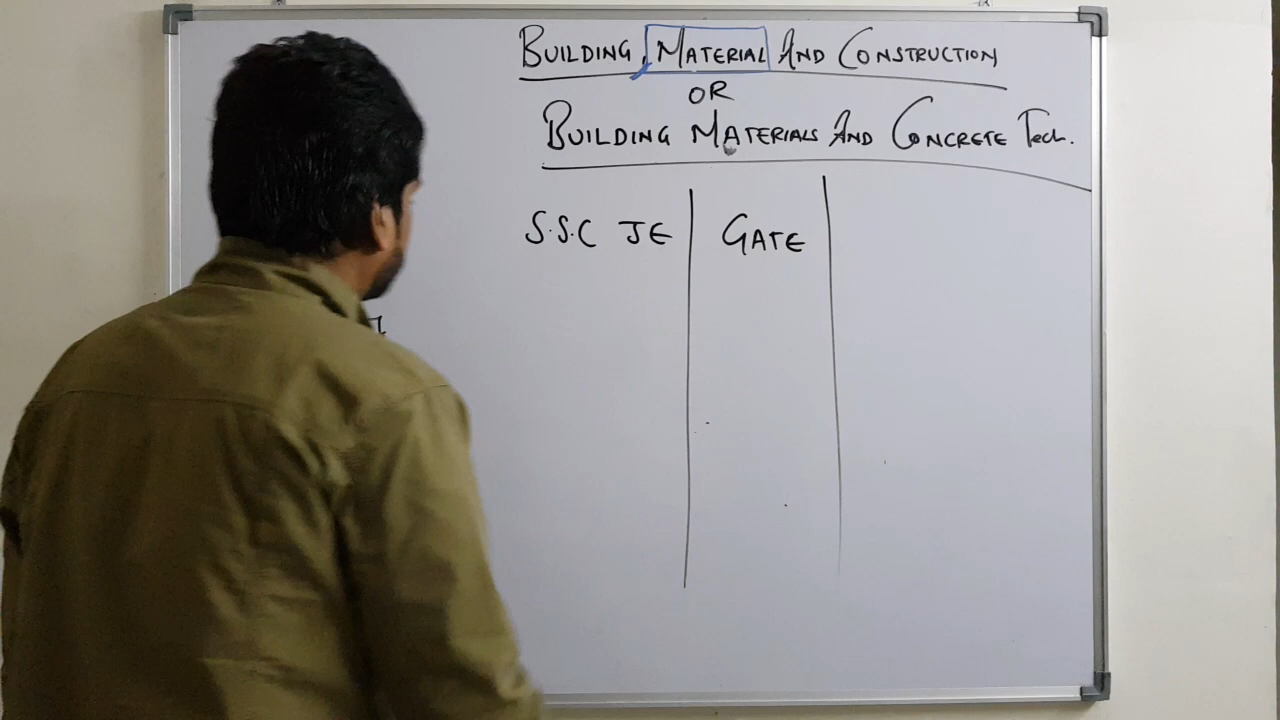 BUILDING MATERIAL AND CONSTRUCTION
OR
BUILDING MATERIALS AND CONCRETE Tech.
S.S.C JE GATE